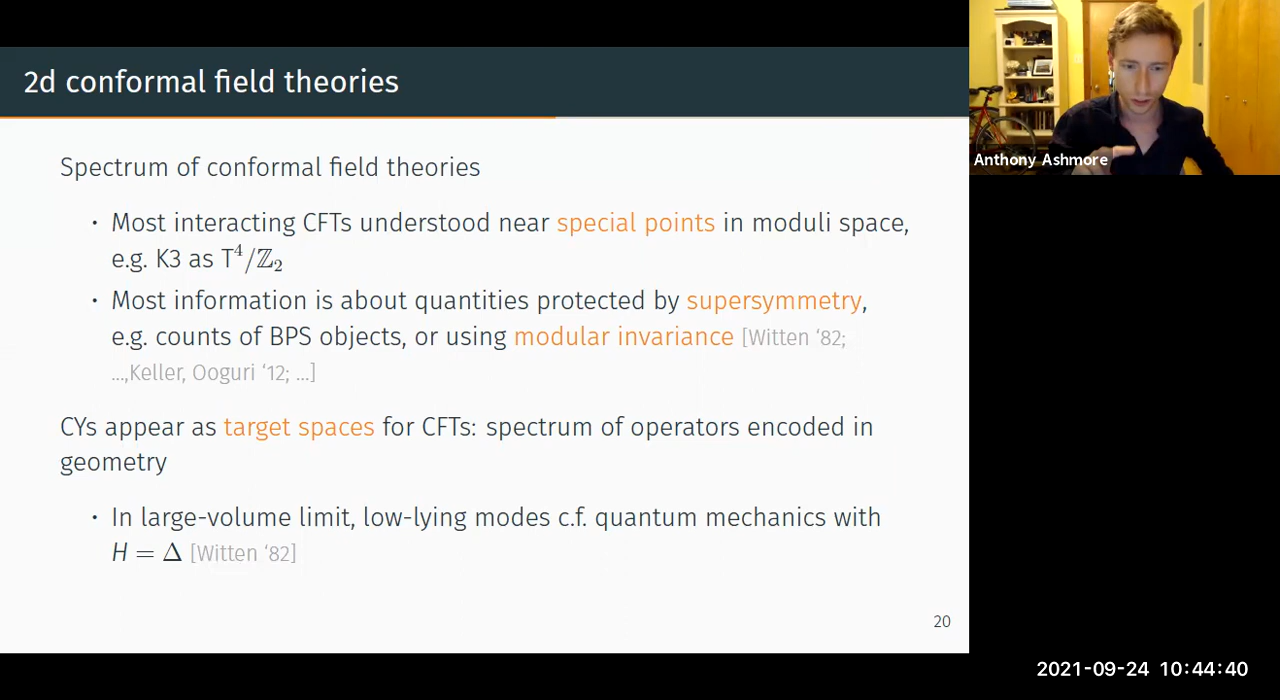 2d conformal field theories
Spectrum of conformal field theories
• Most interacting CFTs understood near special points in moduli space,
e.g. K3 as T⁴/ℤ₂
• Most information is about quantities protected by supersymmetry,
e.g. counts of BPS objects, or using modular invariance [Witten ‘82;
...,Keller, Ooguri ‘12; ...]
CYs appear as target spaces for CFTs: spectrum of operators encoded in
geometry
• In large-volume limit, low-lying modes c.f. quantum mechanics with
H = Δ [Witten ‘82]
20
Anthony Ashmore
2021-09-24 10:44:40